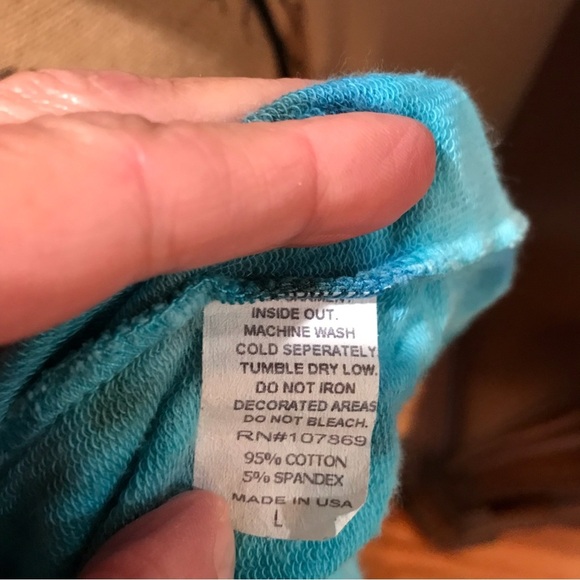 GARMENT
INSIDE OUT.
MACHINE WASH
COLD SEPERATELY
TUMBLE DRY LOW.
DO NOT IRON
DECORATED AREAS
DO NOT BLEACH.
RN#107869
95% COTTON
5% SPANDEX
MADE IN USA
L